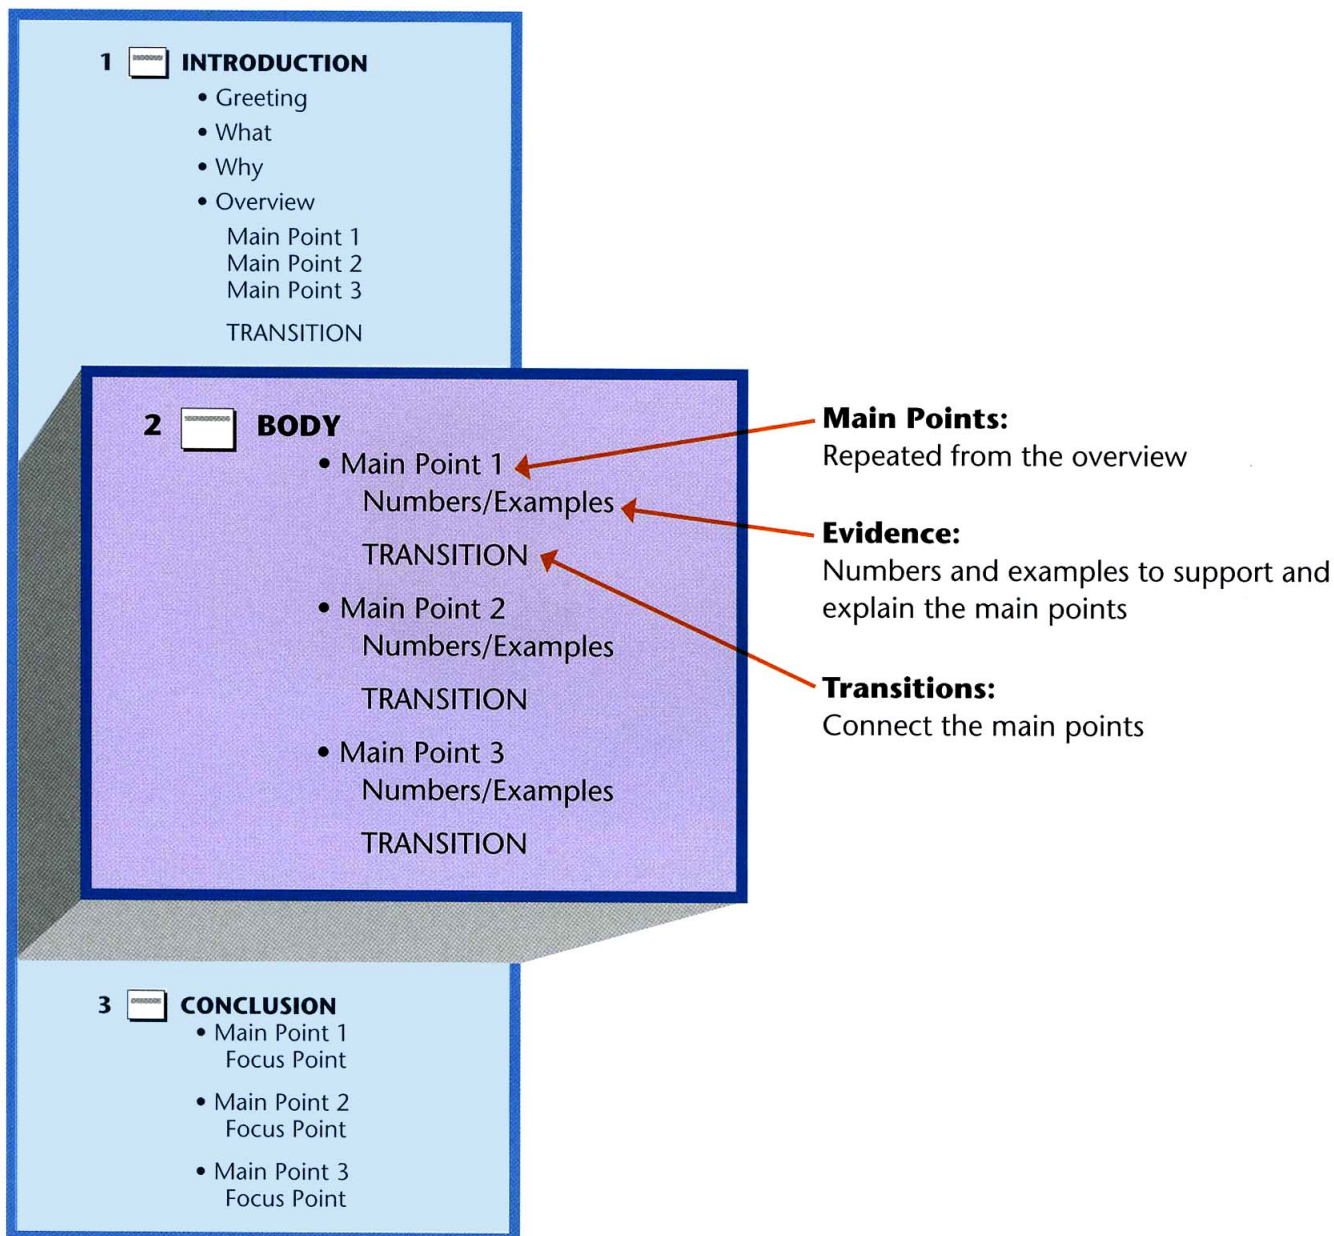 1 INTRODUCTION
• Greeting
• What
• Why
• Overview
Main Point 1
Main Point 2
Main Point 3
TRANSITION
2 BODY
• Main Point 1
Numbers/Examples
TRANSITION
• Main Point 2
Numbers/Examples
TRANSITION
• Main Point 3
Numbers/Examples
TRANSITION
Main Points:
Repeated from the overview
Evidence:
Numbers and examples to support and
explain the main points
Transitions:
Connect the main points
3 CONCLUSION
• Main Point 1
Focus Point
• Main Point 2
Focus Point
• Main Point 3
Focus Point